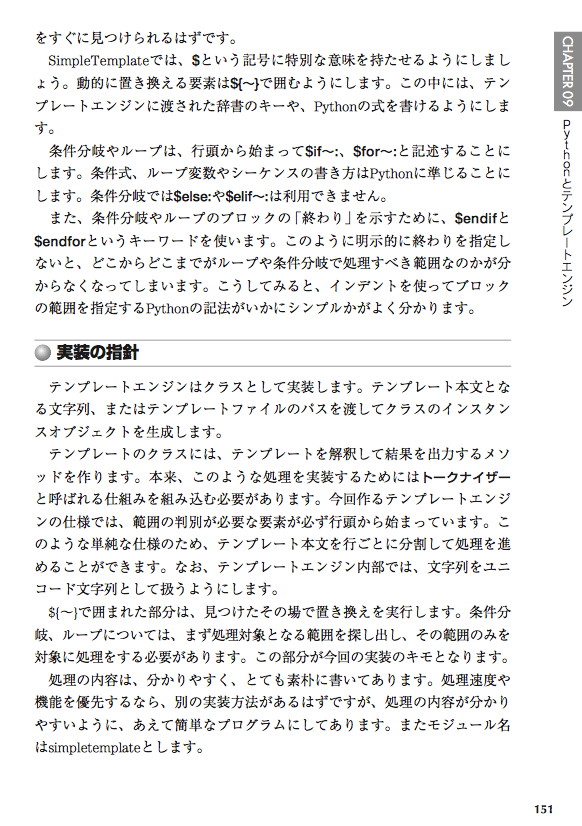 をすぐに見つけられるはずです。
SimpleTemplateでは、$という記号に特別な意味を持たせるようにしまし
ょう。動的に置き換える要素は${〜}で囲むようにします。この中には、テン
プレートエンジンに渡された辞書のキーや、Pythonの式を書けるようにしま
す。
条件分岐やループは、行頭から始まって$if〜:、$for〜:と記述することに
します。条件式、ループ変数やシーケンスの書き方はPythonに準じることに
します。条件分岐では$else:や$elif〜:は利用できません。
また、条件分岐やループのブロックの「終わり」を示すために、$endifと
$endforというキーワードを使います。このように明示的に終わりを指定し
ないと、どこからどこまでがループや条件分岐で処理すべき範囲なのかが分
からなくなってしまいます。こうしてみると、インデントを使ってブロック
の範囲を指定するPythonの記法がいかにシンプルかがよく分かります。
実装の指針
テンプレートエンジンはクラスとして実装します。テンプレート本文とな
る文字列、またはテンプレートファイルのパスを渡してクラスのインスタン
スオブジェクトを生成します。
テンプレートのクラスには、テンプレートを解釈して結果を出力するメソ
ッドを作ります。本来、このような処理を実装するためにはトークナイザー
と呼ばれる仕組みを組み込む必要があります。今回作るテンプレートエンジ
ンの仕様では、範囲の判別が必要な要素が必ず行頭から始まっています。こ
のような単純な仕様のため、テンプレート本文を行ごとに分割して処理を進
めることができます。なお、テンプレートエンジン内部では、文字列をユニ
コード文字列として扱うようにします。
${〜}で囲まれた部分は、見つけたその場で置き換えを実行します。条件分
岐、ループについては、まず処理対象となる範囲を探し出し、その範囲のみを
対象に処理をする必要があります。この部分が今回の実装のキモとなります。
処理の内容は、分かりやすく、とても素朴に書いてあります。処理速度や
機能を優先するなら、別の実装方法があるはずですが、処理の内容が分かり
やすいように、あえて簡単なプログラムにしてあります。またモジュール名
はsimpletemplateとします。
CHAPTER 09
Pythonとテンプレートエンジン
151